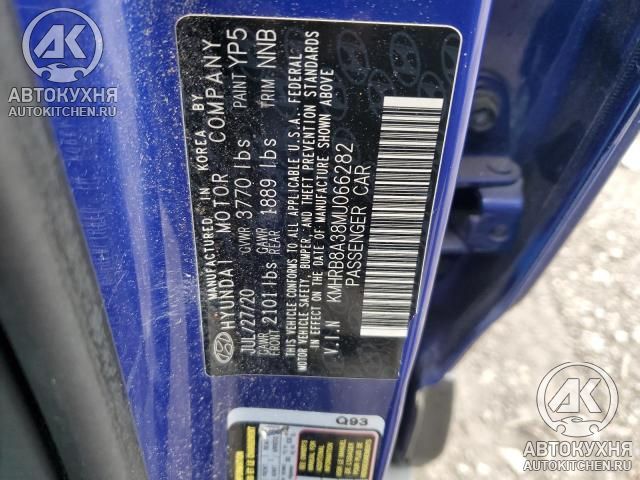 MANUFACTURED IN KOREA BY
HYUNDAI MOTOR COMPANY
JUL/27/20 GVWR 3770 lbs PAINT YP5
GAWR FRONT 2101 lbs GAWR REAR 1889 lbs TRIM NNB
THIS VEHICLE CONFORMS TO ALL APPLICABLE U.S.A. FEDERAL
MOTOR VEHICLE SAFETY, BUMPER, AND THEFT PREVENTION STANDARDS
IN EFFECT ON THE DATE OF MANUFACTURE SHOWN ABOVE
V.I.N KMHRB8A38MU066282
PASSENGER CAR
Q93
АК
АВТОКУХНЯ
AUTOKITCHEN.RU
АК
АВТОКУХНЯ
AUTOKITCHEN.RU